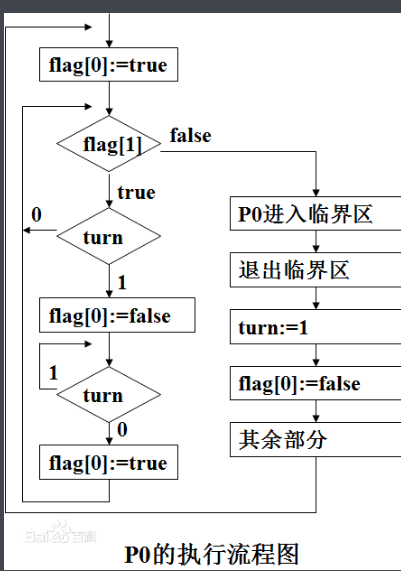 flag[0]:=true
flag[1]
false
true
0
turn
1
flag[0]:=false
1
turn
0
flag[0]:=true
P0进入临界区
退出临界区
turn:=1
flag[0]:=false
其余部分
Bai百科
P0的执行流程图